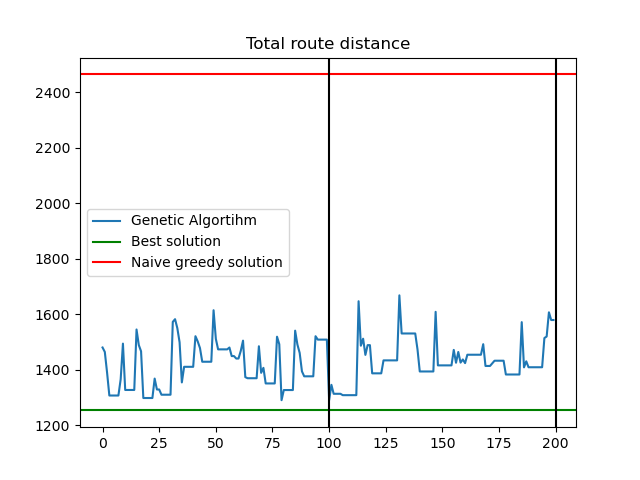 Total route distance
2400
2200
2000
1800
1600
1400
1200
Genetic Algortihm
Best solution
Naive greedy solution
0 25 50 75 100 125 150 175 200